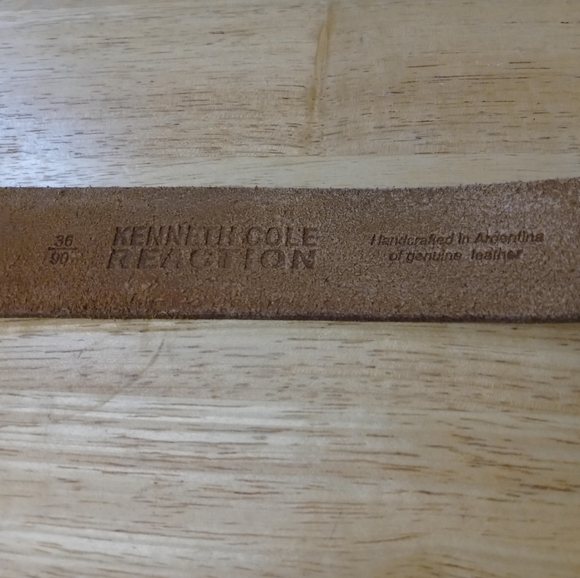 36
90
KENNETH COLE
REACTION
Handcrafted in Argentina
of genuine leather